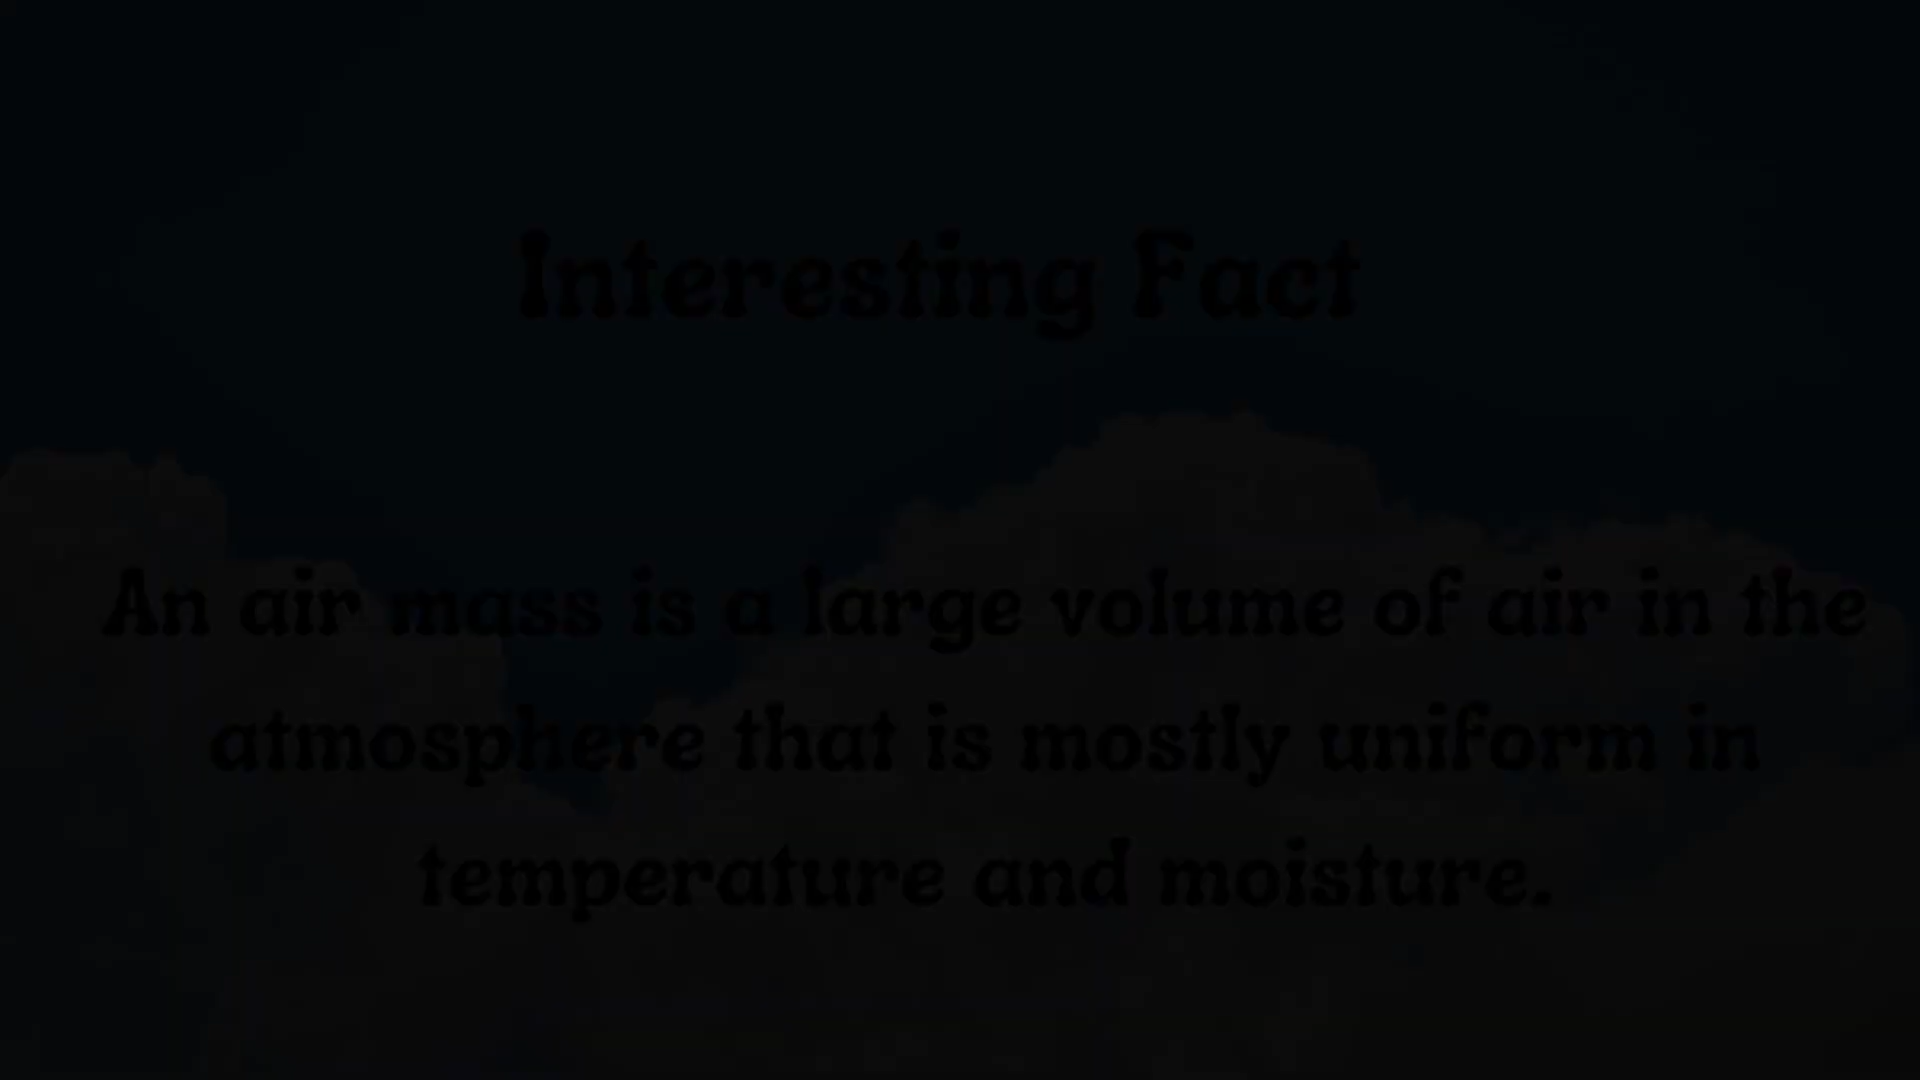 Interesting Fact
An air mass is a large volume of air in the
atmosphere that is mostly uniform in
temperature and moisture.